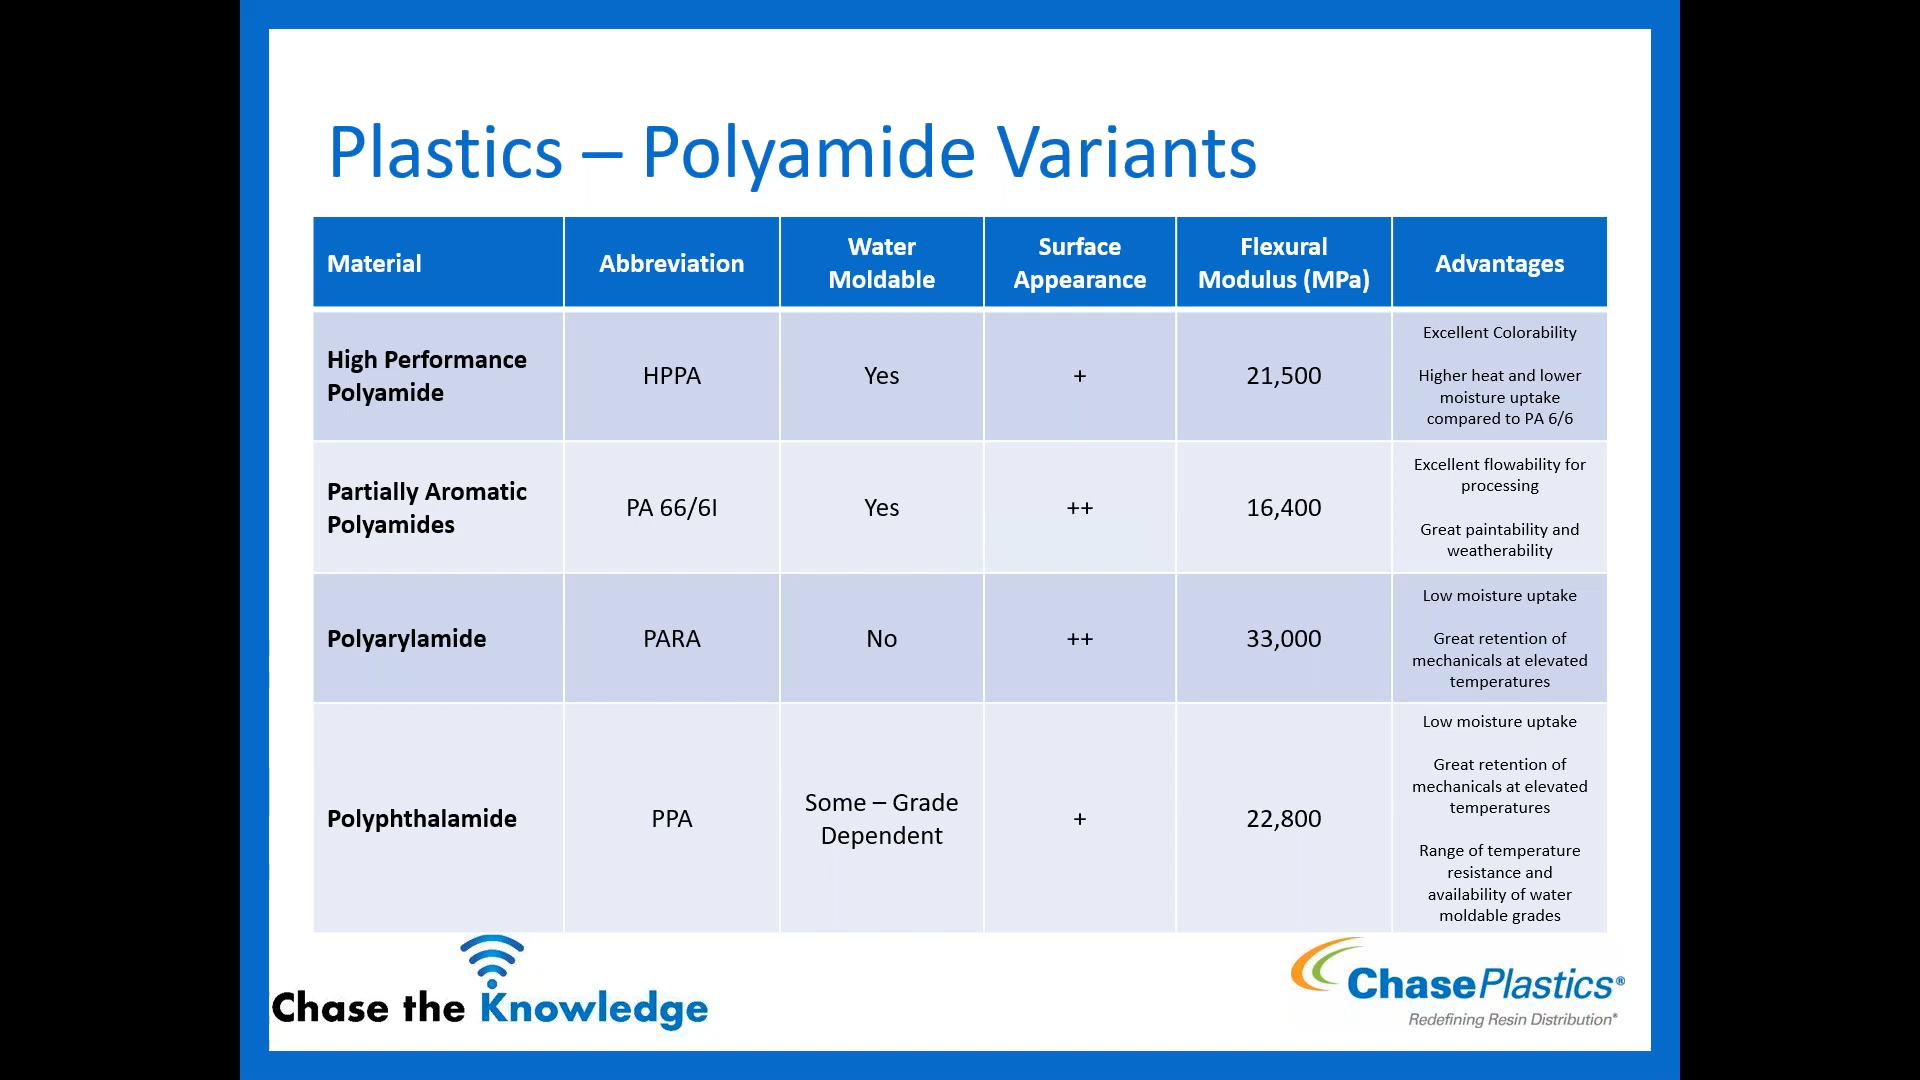 Plastics – Polyamide Variants
Material
Abbreviation
Water
Moldable
Surface
Appearance
Flexural
Modulus (MPa)
Advantages
High Performance
Polyamide
HPPA
Yes
+
21,500
Excellent Colorability
Higher heat and lower
moisture uptake
compared to PA 6/6
Partially Aromatic
Polyamides
PA 66/6I
Yes
++
16,400
Excellent flowability for
processing
Great paintability and
weatherability
Polyarylamide
PARA
No
++
33,000
Low moisture uptake
Great retention of
mechanicals at elevated
temperatures
Polyphthalamide
PPA
Some – Grade
Dependent
+
22,800
Low moisture uptake
Great retention of
mechanicals at elevated
temperatures
Range of temperature
resistance and
availability of water
moldable grades
Chase the Knowledge
ChasePlastics®
Redefining Resin Distribution®